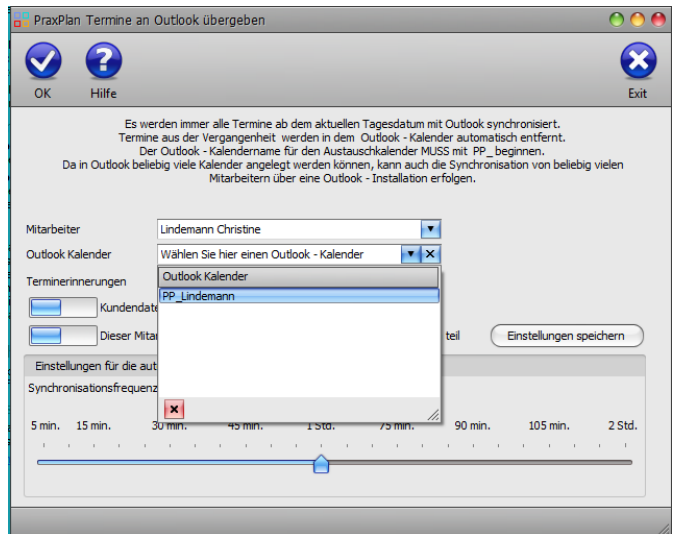 PraxPlan Termine an Outlook übergeben
OK
Hilfe
Exit
Es werden immer alle Termine ab dem aktuellen Tagesdatum mit Outlook synchronisiert.
Termine aus der Vergangenheit werden in dem Outlook - Kalender automatisch entfernt.
Der Outlook - Kalendername für den Austauschkalender MUSS mit PP_ beginnen.
Da in Outlook beliebig viele Kalender angelegt werden können, kann auch die Synchronisation von beliebig vielen
Mitarbeitern über eine Outlook - Installation erfolgen.
Mitarbeiter Lindemann Christine
Outlook Kalender Wählen Sie hier einen Outlook - Kalender
Terminerinnerungen Outlook Kalender
PP_Lindemann
Kundendate
Dieser Mitar teil Einstellungen speichern
Einstellungen für die aut
Synchronisationsfrequenz
5 min. 15 min. 30 min. 45 min. 1 Std. 75 min. 90 min. 105 min. 2 Std.